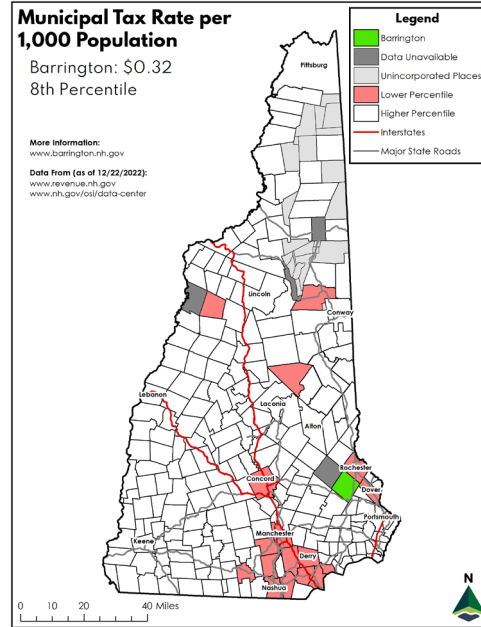 Municipal Tax Rate per
1,000 Population
Barrington: $0.32
8th Percentile
More Information:
www.barrington.nh.gov
Data From (as of 12/22/2022):
www.revenue.nh.gov
www.nh.gov/osi/data-center
Legend
Barrington
Data Unavailable
Unincorporated Places
Lower Percentile
Higher Percentile
Interstates
Major State Roads
Pittsburg
Lincoln
Conway
Lebanon
Laconia
Alton
Rochester
Concord
Dover
Portsmouth
Manchester
Keene
Derry
Nashua
N
0 10 20 40 Miles